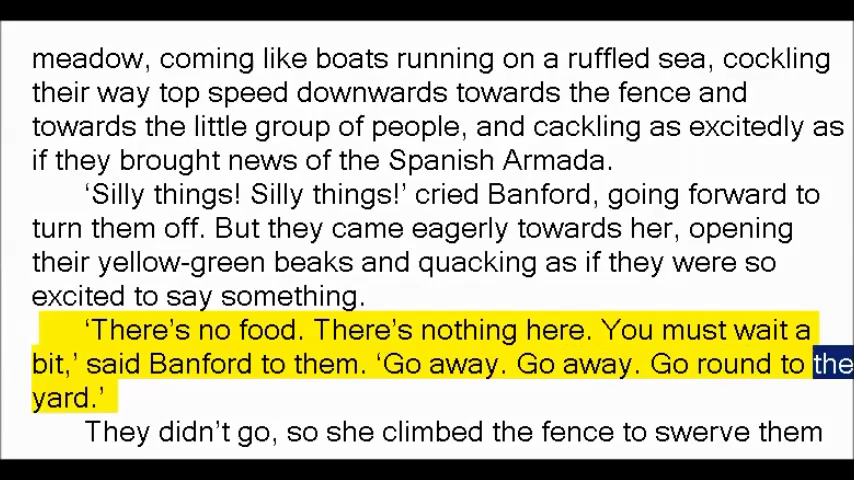 meadow, coming like boats running on a ruffled sea, cockling
their way top speed downwards towards the fence and
towards the little group of people, and cackling as excitedly as
if they brought news of the Spanish Armada.
‘Silly things! Silly things!’ cried Banford, going forward to
turn them off. But they came eagerly towards her, opening
their yellow-green beaks and quacking as if they were so
excited to say something.
‘There’s no food. There’s nothing here. You must wait a
bit,’ said Banford to them. ‘Go away. Go away. Go round to the
yard.’
They didn’t go, so she climbed the fence to swerve them